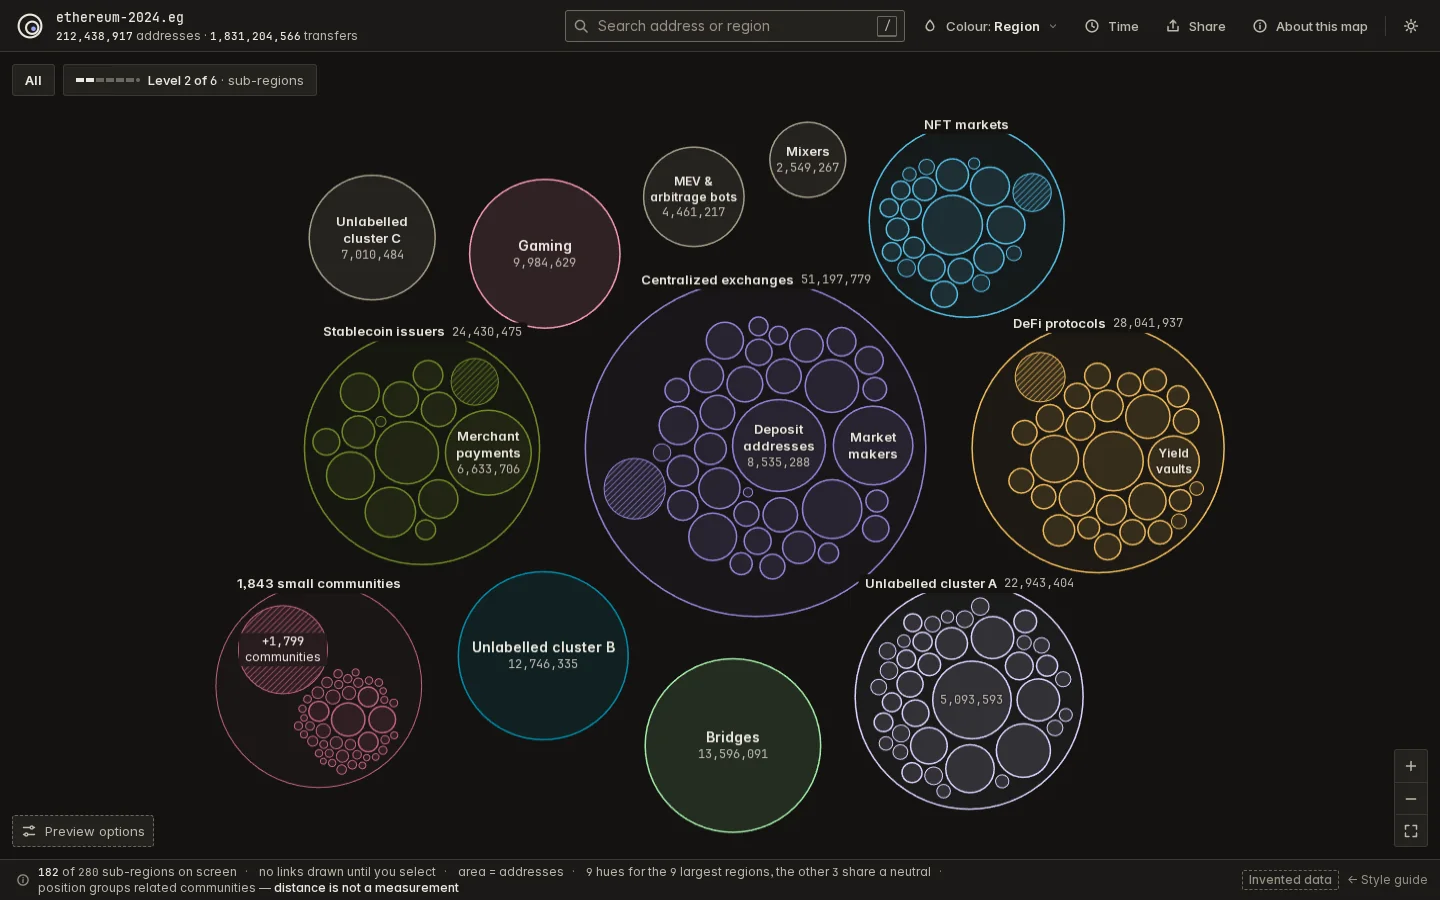 ethereum-2024.eg
212,438,917 addresses · 1,831,204,566 transfers
Search address or region /
Colour: Region
Time
Share
About this map
All
Level 2 of 6 · sub-regions
NFT markets
Mixers
2,549,267
MEV &
arbitrage bots
4,461,217
Unlabelled
cluster C
7,010,484
Gaming
9,984,629
Centralized exchanges 51,197,779
Stablecoin issuers 24,430,475
DeFi protocols 28,041,937
Merchant
payments
6,633,706
Deposit
addresses
8,535,288
Market
makers
Yield
vaults
1,843 small communities
Unlabelled cluster A 22,943,404
+1,799
communities
Unlabelled cluster B
12,746,335
5,093,593
Bridges
13,596,091
Preview options
182 of 280 sub-regions on screen · no links drawn until you select · area = addresses · 9 hues for the 9 largest regions, the other 3 share a neutral ·
position groups related communities — distance is not a measurement
Invented data
← Style guide